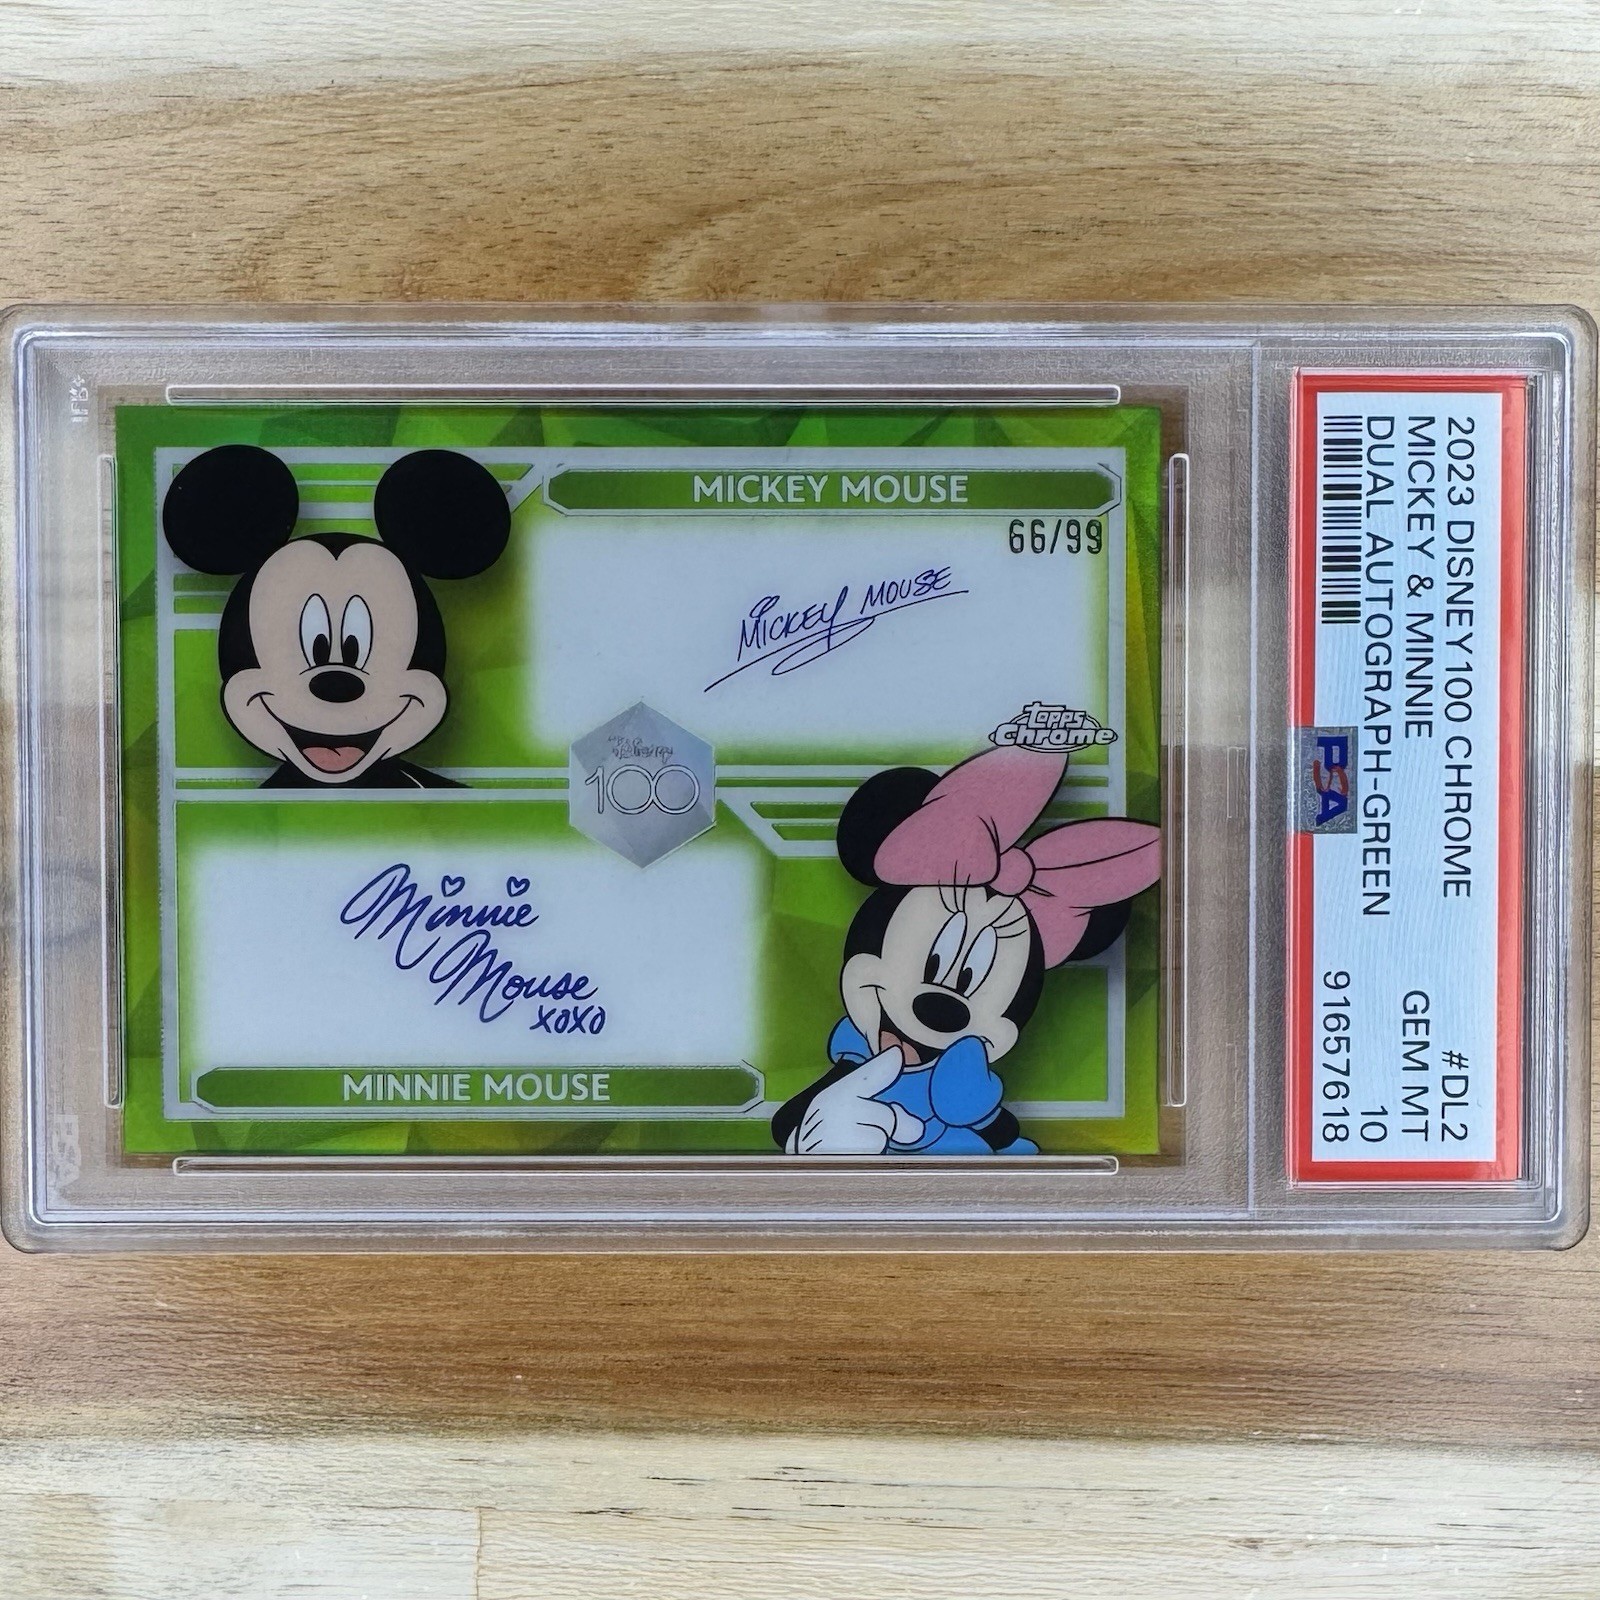 MICKEY MOUSE
66/99
MICKEY MOUSE
Topps
Chrome
Disney
100
Minnie
Mouse
XOXO
MINNIE MOUSE
2023 DISNEY100 CHROME #DL2
MICKEY & MINNIE GEM MT
DUAL AUTOGRAPH-GREEN 10
91657618
PSA